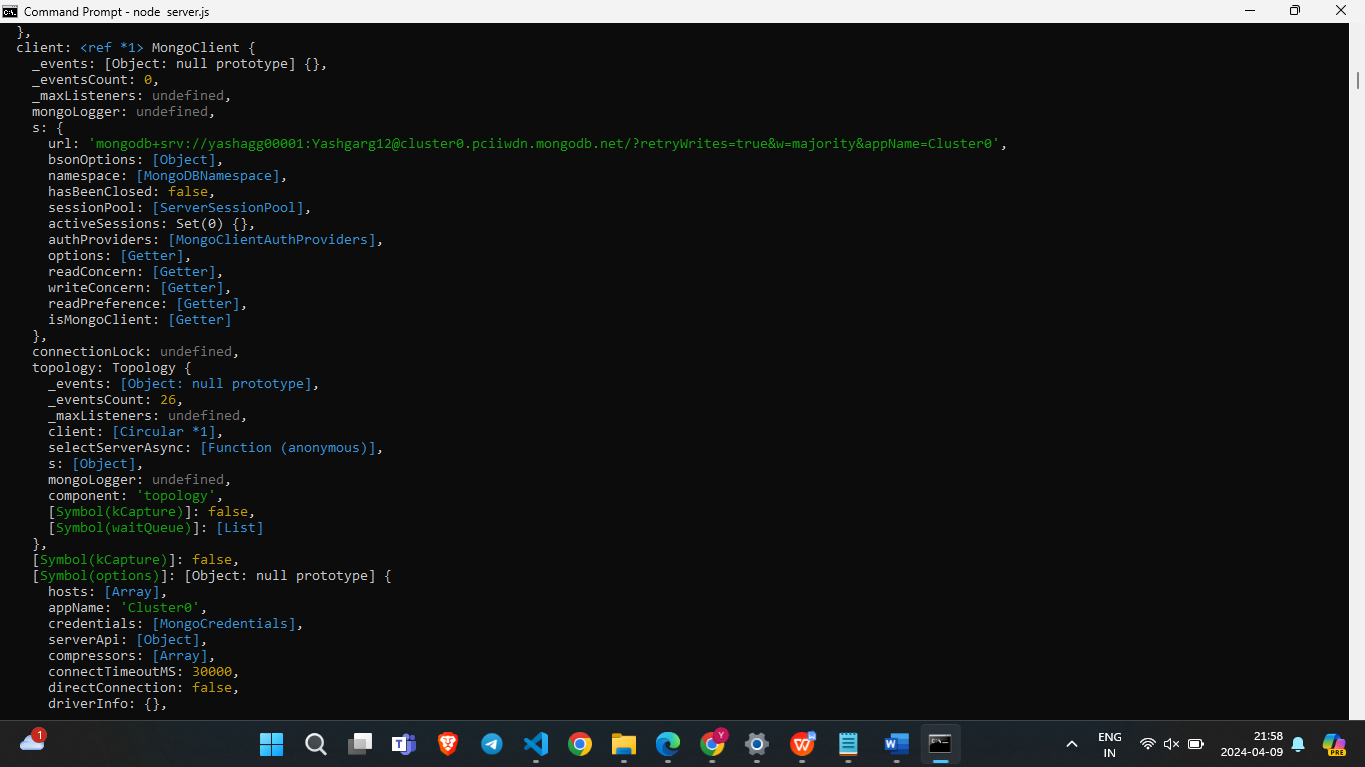 Command Prompt - node  server.js
},
client: <ref *1> MongoClient {
_events: [Object: null prototype] {},
_eventsCount: 0,
_maxListeners: undefined,
mongoLogger: undefined,
s: {
url: 'mongodb+srv://yashagg00001:Yashgarg12@cluster0.pciiwdn.mongodb.net/?retryWrites=true&w=majority&appName=Cluster0',
bsonOptions: [Object],
namespace: [MongoDBNamespace],
hasBeenClosed: false,
sessionPool: [ServerSessionPool],
activeSessions: Set(0) {},
authProviders: [MongoClientAuthProviders],
options: [Getter],
readConcern: [Getter],
writeConcern: [Getter],
readPreference: [Getter],
isMongoClient: [Getter]
},
connectionLock: undefined,
topology: Topology {
_events: [Object: null prototype],
_eventsCount: 26,
_maxListeners: undefined,
client: [Circular *1],
selectServerAsync: [Function (anonymous)],
s: [Object],
mongoLogger: undefined,
component: 'topology',
[Symbol(kCapture)]: false,
[Symbol(waitQueue)]: [List]
},
[Symbol(kCapture)]: false,
[Symbol(options)]: [Object: null prototype] {
hosts: [Array],
appName: 'Cluster0',
credentials: [MongoCredentials],
serverApi: [Object],
compressors: [Array],
connectTimeoutMS: 30000,
directConnection: false,
driverInfo: {},
1
Y
ENG
IN
21:58
2024-04-09
PRE